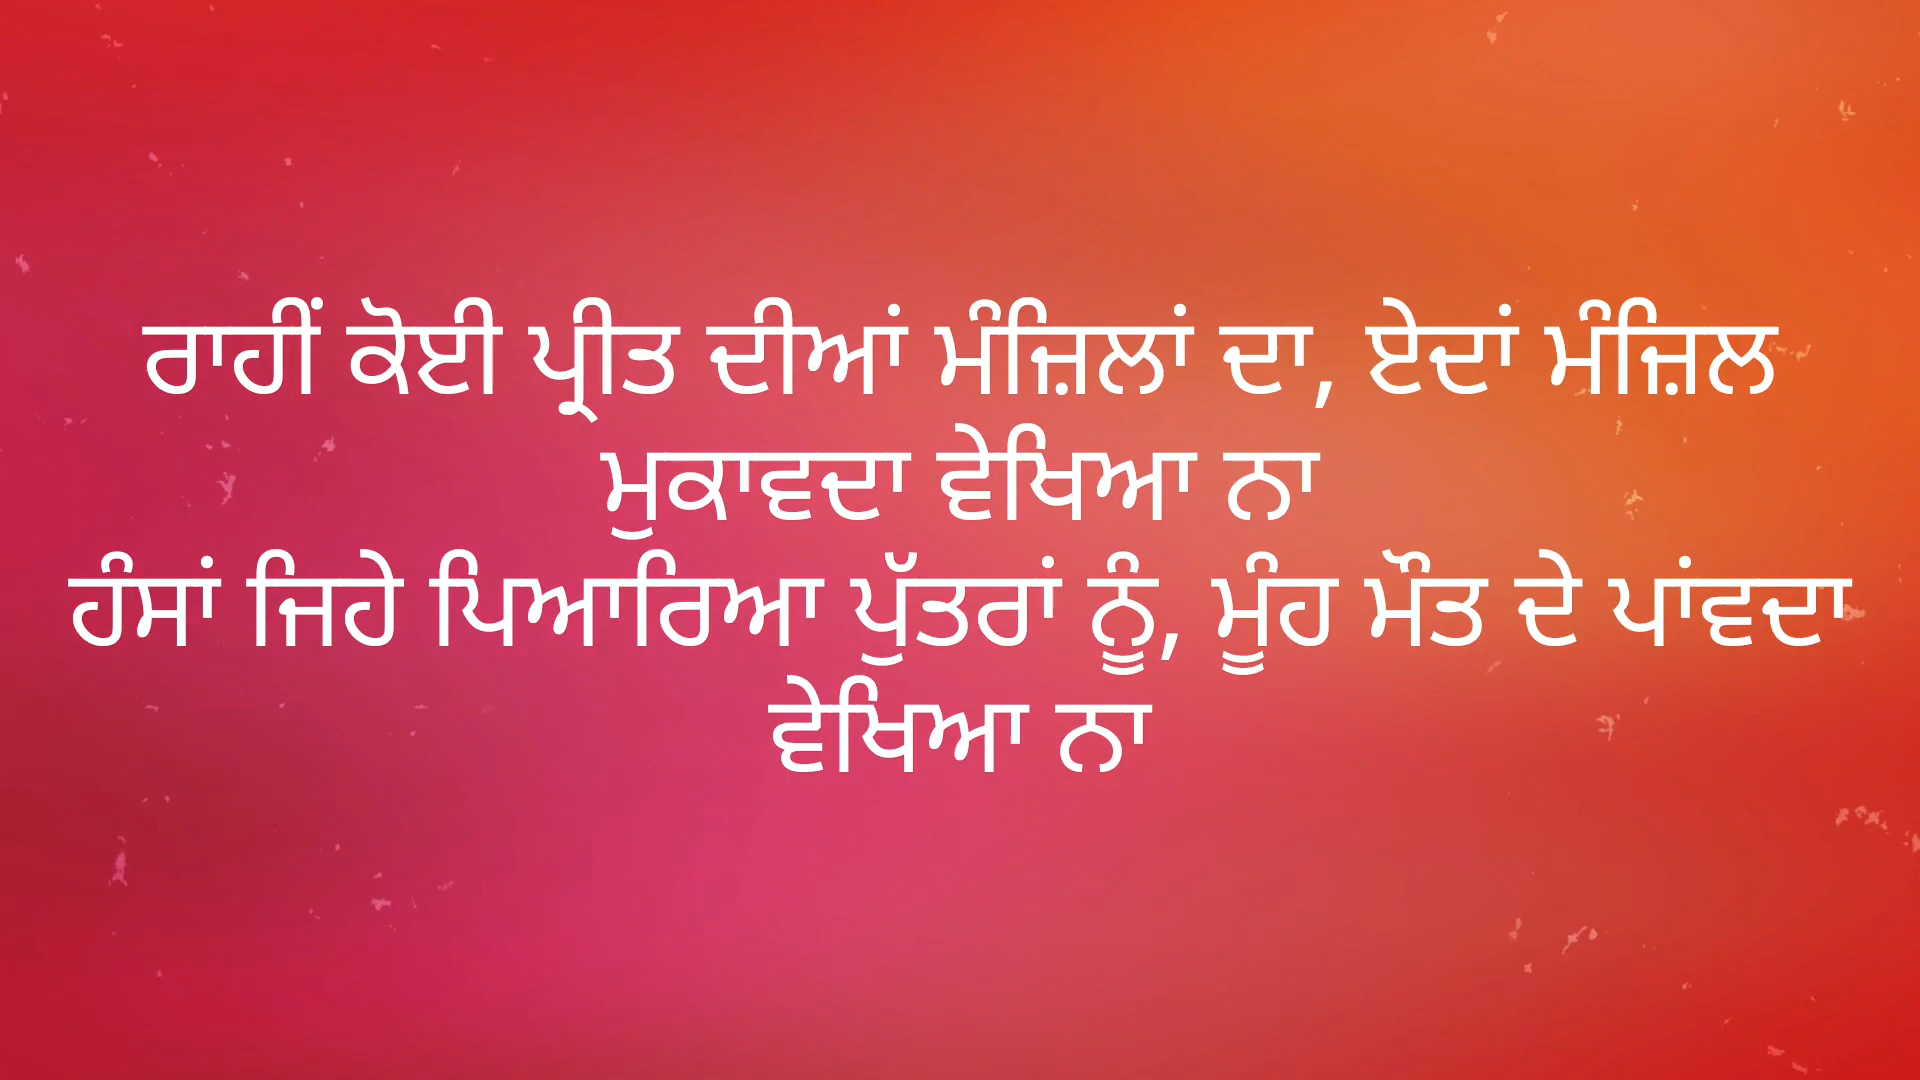 ਰਾਹੀਂ ਕੋਈ ਪ੍ਰੀਤ ਦੀਆਂ ਮੰਜ਼ਿਲਾਂ ਦਾ, ਏਦਾਂ ਮੰਜ਼ਿਲ
ਮੁਕਾਵਦਾ ਵੇਖਿਆ ਨਾ
ਹੰਸਾਂ ਜਿਹੇ ਪਿਆਰਿਆ ਪੁੱਤਰਾਂ ਨੂੰ, ਮੂੰਹ ਮੌਤ ਦੇ ਪਾਂਵਦਾ
ਵੇਖਿਆ ਨਾ